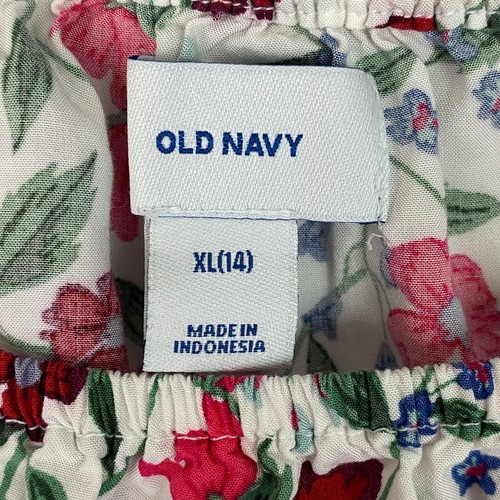 OLD NAVY
XL(14)
MADE IN
INDONESIA